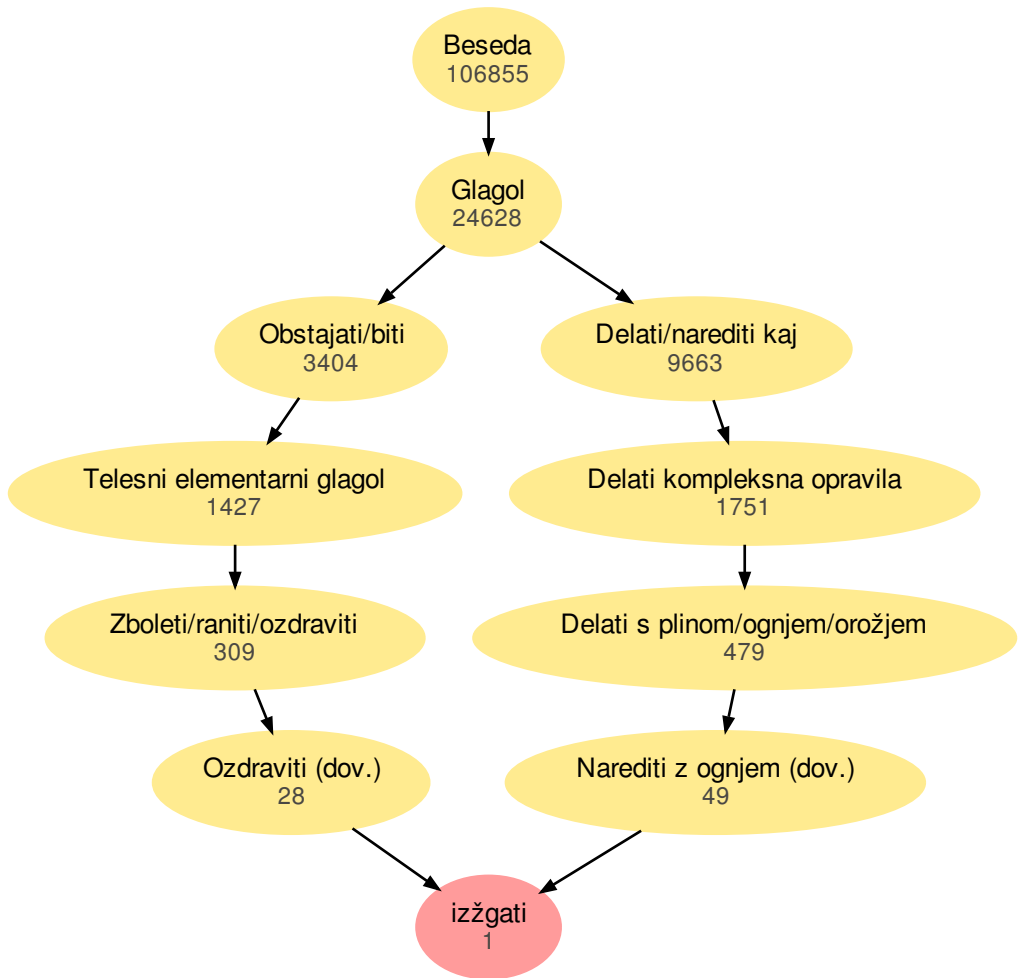 Beseda
106855
Glagol
24628
Obstajati/biti
3404
Delati/narediti kaj
9663
Telesni elementarni glagol
1427
Delati kompleksna opravila
1751
Zboleti/raniti/ozdraviti
309
Delati s plinom/ognjem/orožjem
479
Ozdraviti (dov.)
28
Narediti z ognjem (dov.)
49
izžgati
1